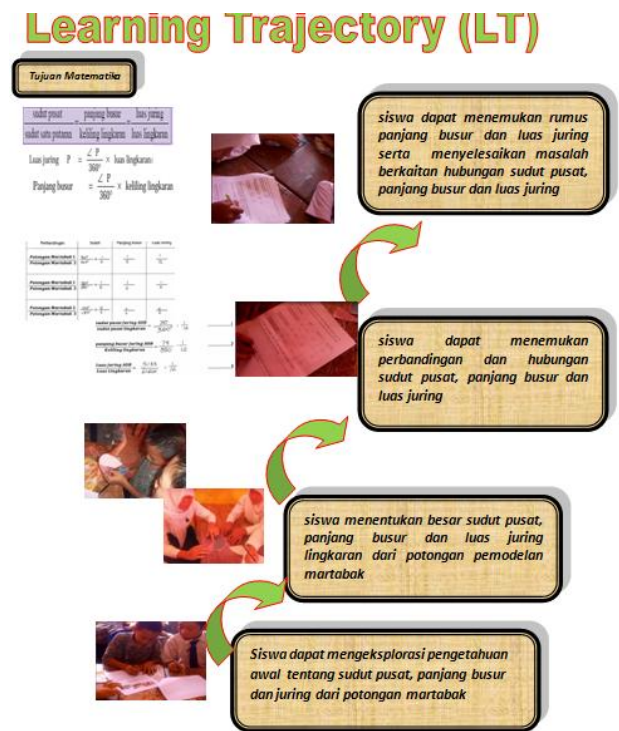 Learning Trajectory (LT)
Tujuan Matematika
siswa dapat menemukan rumus
panjang busur dan luas juring
serta menyelesaikan masalah
berkaitan hubungan sudut pusat,
panjang busur dan luas juring
sudut pusat / sudut satu putaran = panjang busur / keliling lingkaran = luas juring / luas lingkaran
Luas juring P = ∠ P / 360° × luas lingkaran
Panjang busur = ∠ P / 360° × keliling lingkaran
siswa dapat menemukan
perbandingan dan hubungan
sudut pusat, panjang busur dan
luas juring
siswa menentukan besar sudut pusat,
panjang busur dan luas juring
lingkaran dari potongan pemodelan
martabak
Siswa dapat mengeksplorasi pengetahuan
awal tentang sudut pusat, panjang busur
dan juring dari potongan martabak